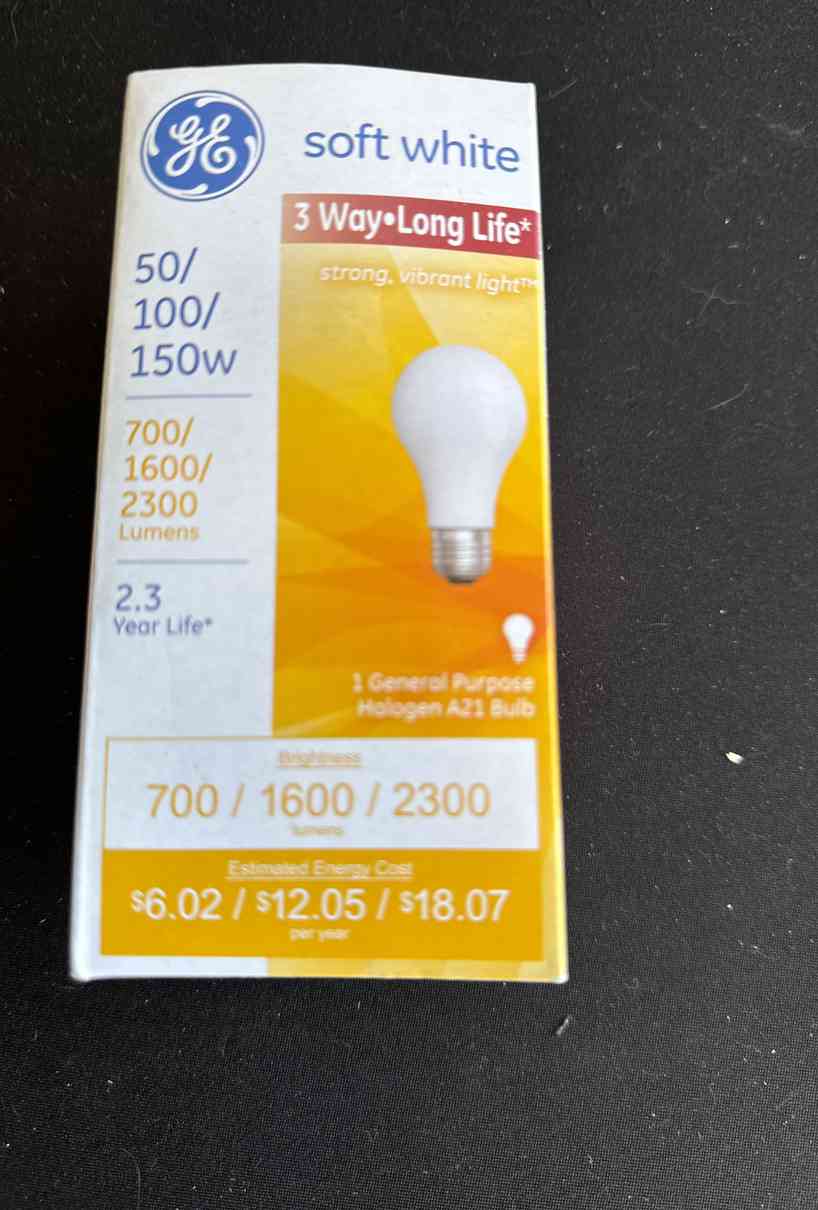 GE
soft white
3 Way•Long Life*
strong, vibrant light™
50/
100/
150w
700/
1600/
2300
Lumens
2.3
Year Life*
1 General Purpose
Halogen A21 Bulb
Brightness
700 / 1600 / 2300
lumens
Estimated Energy Cost
$6.02 / $12.05 / $18.07
per year